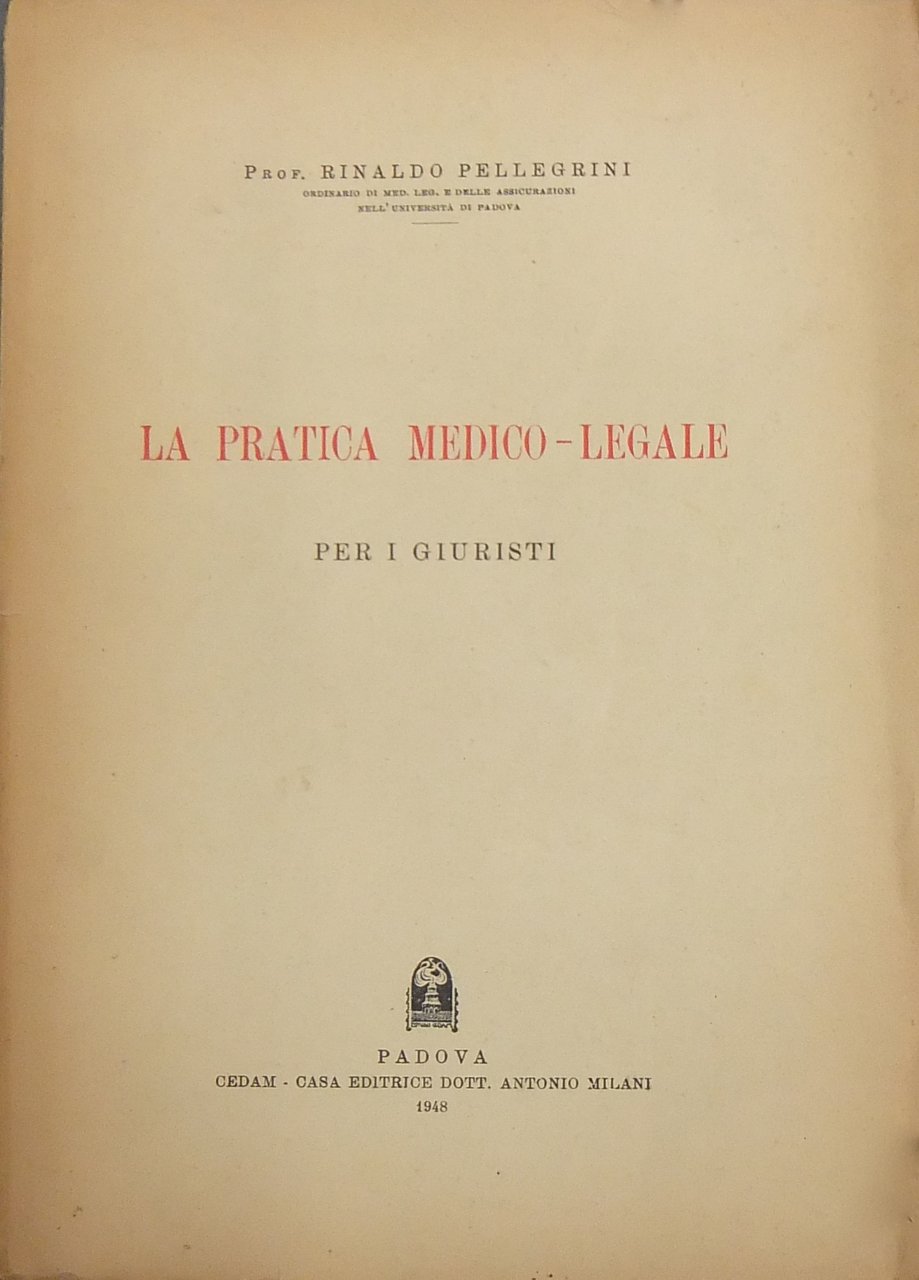 PROF. RINALDO PELLEGRINI
ORDINARIO DI MED. LEG. E DELLE ASSICURAZIONI
NELL'UNIVERSITÀ DI PADOVA
LA PRATICA MEDICO-LEGALE
PER I GIURISTI
PADOVA
CEDAM - CASA EDITRICE DOTT. ANTONIO MILANI
1948